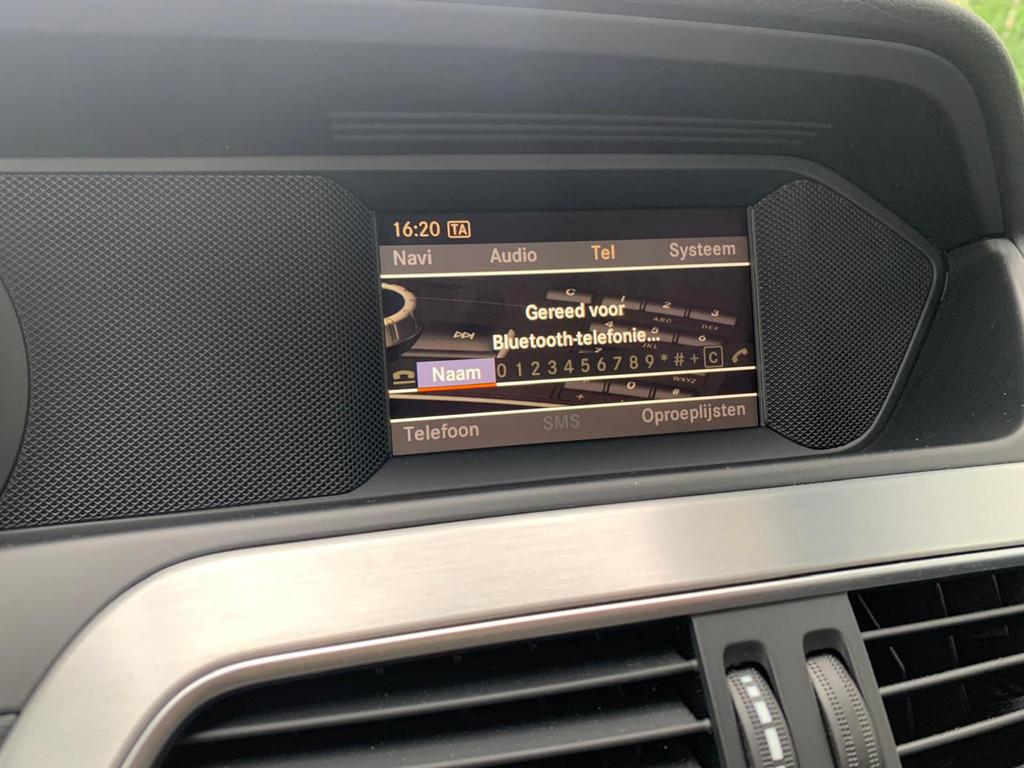 16:20 TA
Navi Audio Tel Systeem
Gereed voor
Bluetooth-telefonie...
Naam 0 1 2 3 4 5 6 7 8 9 * # + C
Telefoon SMS Oproeplijsten